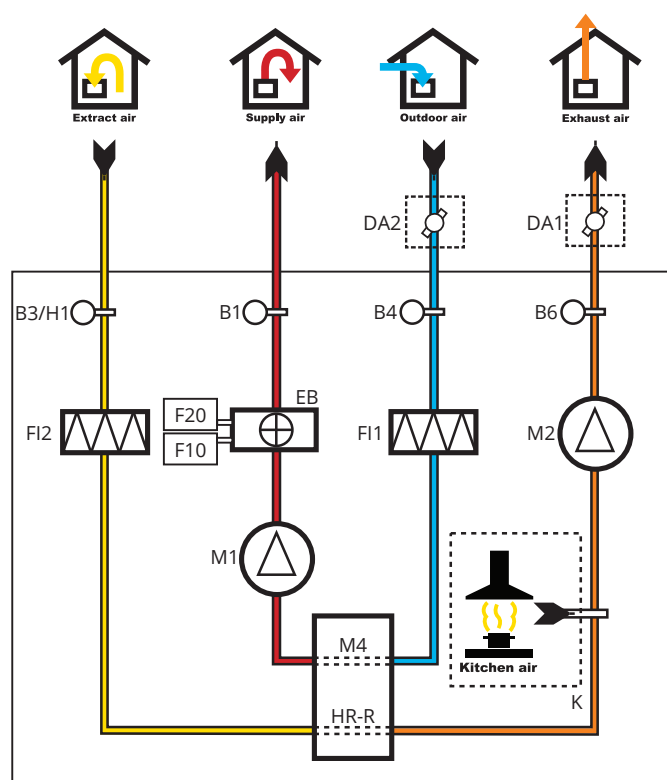 Extract air
Supply air
Outdoor air
Exhaust air
DA2
DA1
B3/H1
B1
B4
B6
EB
F20
F10
FI2
FI1
M2
M1
M4
Kitchen air
K
HR-R